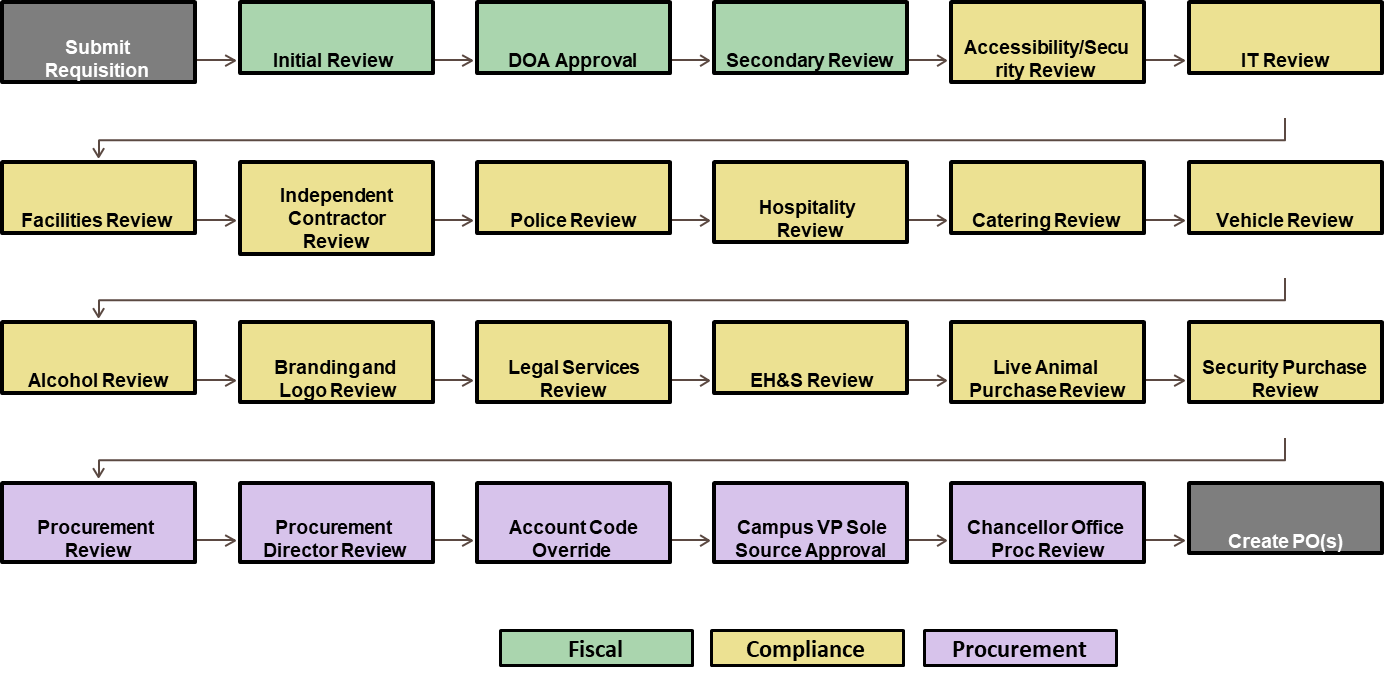 Submit
Requisition
Initial Review
DOA Approval
Secondary Review
Accessibility/Secu
rity Review
IT Review
Facilities Review
Independent
Contractor
Review
Police Review
Hospitality
Review
Catering Review
Vehicle Review
Alcohol Review
Branding and
Logo Review
Legal Services
Review
EH&S Review
Live Animal
Purchase Review
Security Purchase
Review
Procurement
Review
Procurement
Director Review
Account Code
Override
Campus VP Sole
Source Approval
Chancellor Office
Proc Review
Create PO(s)
Fiscal
Compliance
Procurement